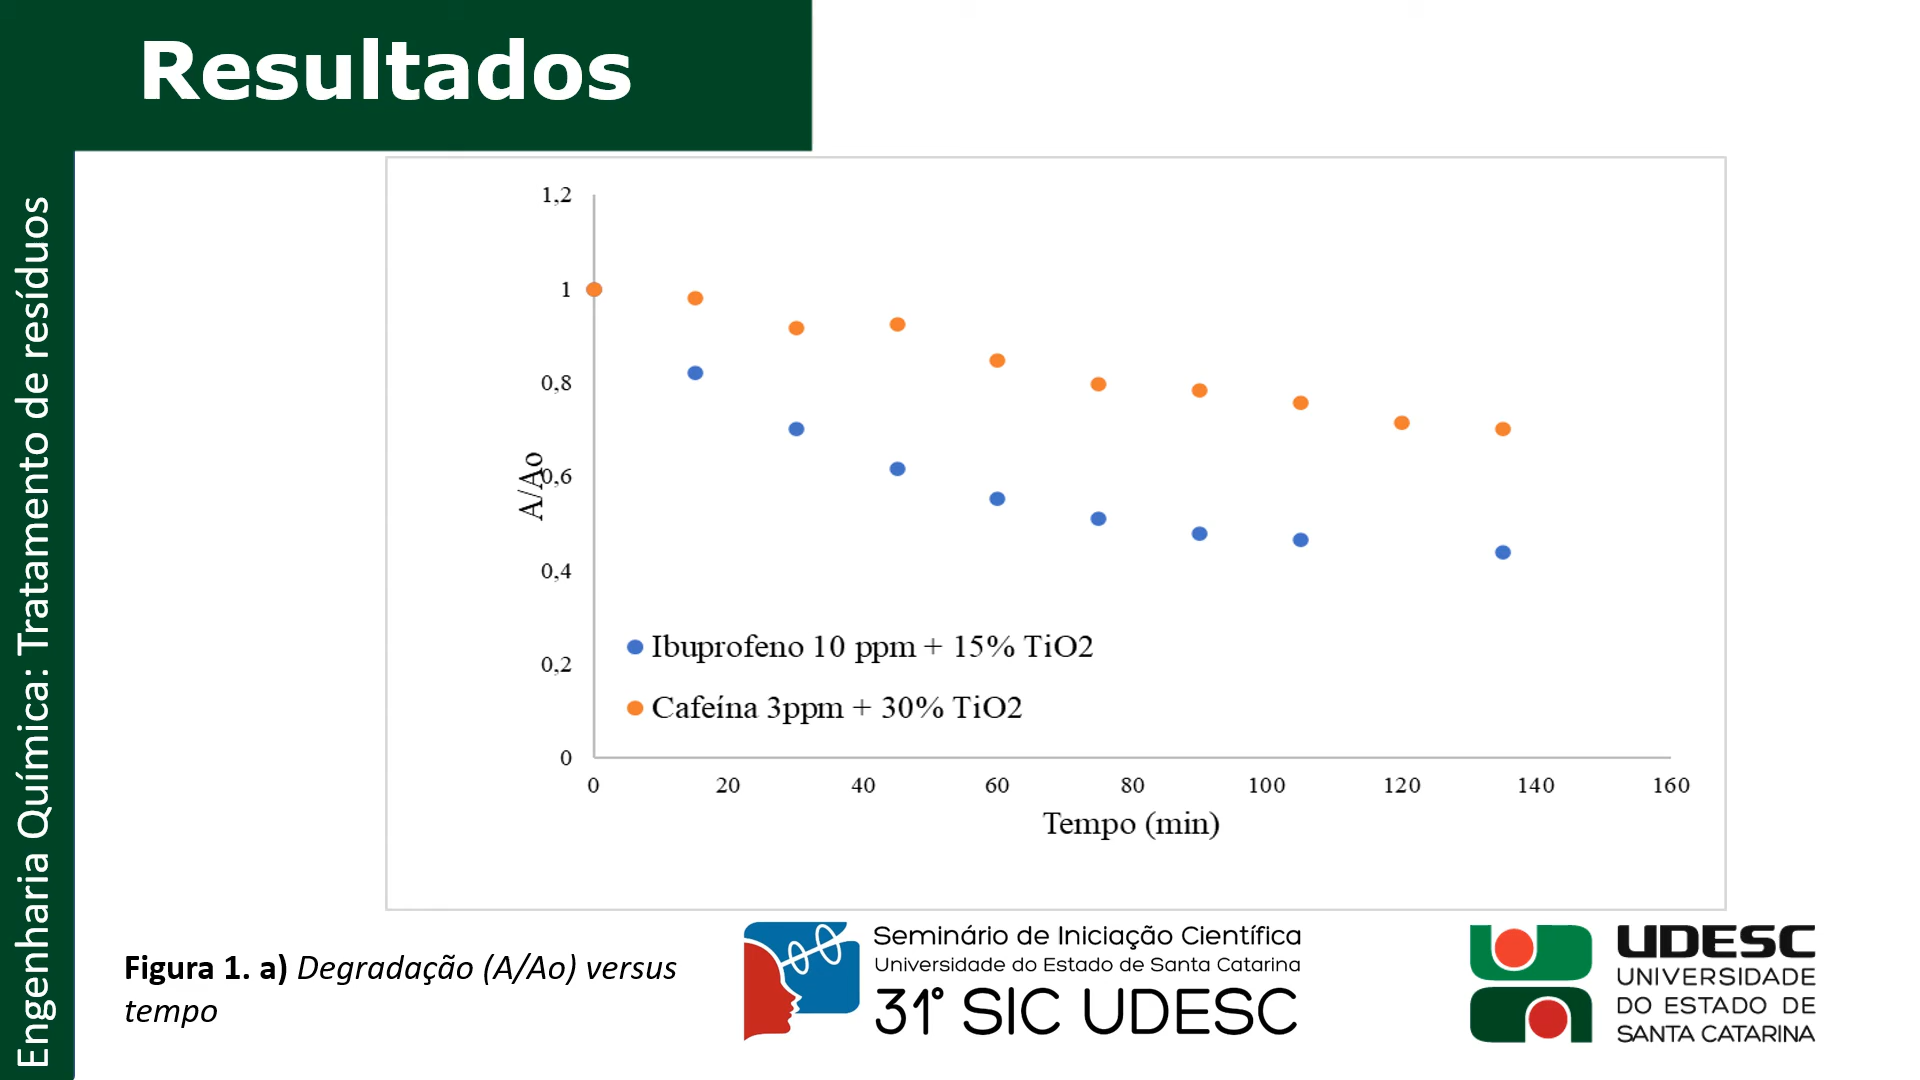 Resultados
Engenharia Química: Tratamento de resíduos
1,2
1
0,8
0,6
0,4
0,2
0
A/Ao
Ibuprofeno 10 ppm + 15% TiO2
Cafeína 3ppm + 30% TiO2
0 20 40 60 80 100 120 140 160
Tempo (min)
Figura 1. a) Degradação (A/Ao) versus
tempo
Seminário de Iniciação Científica
Universidade do Estado de Santa Catarina
31º SIC UDESC
UDESC
UNIVERSIDADE
DO ESTADO DE
SANTA CATARINA